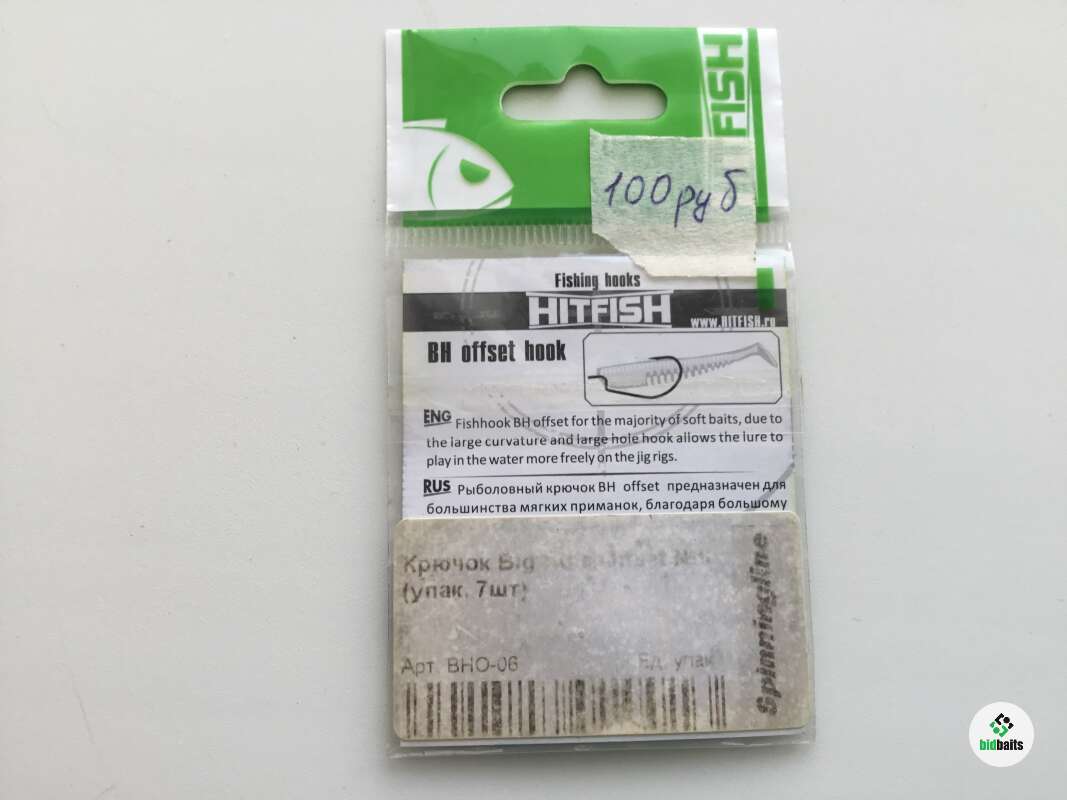 HITFISH
100 руб
Fishing hooks
HITFISH
www.HITFISH.ru
BH offset hook
ENG Fishhook BH offset for the majority of soft baits, due to
the large curvature and large hole hook allows the lure to
play in the water more freely on the jig rigs.
RUS Рыболовный крючок BH offset предназначен для
большинства мягких приманок, благодаря большому
Крючок Big
(упак. 7шт)
Spinningline
Арт. BHO-06
Ед. упак
bidbaits